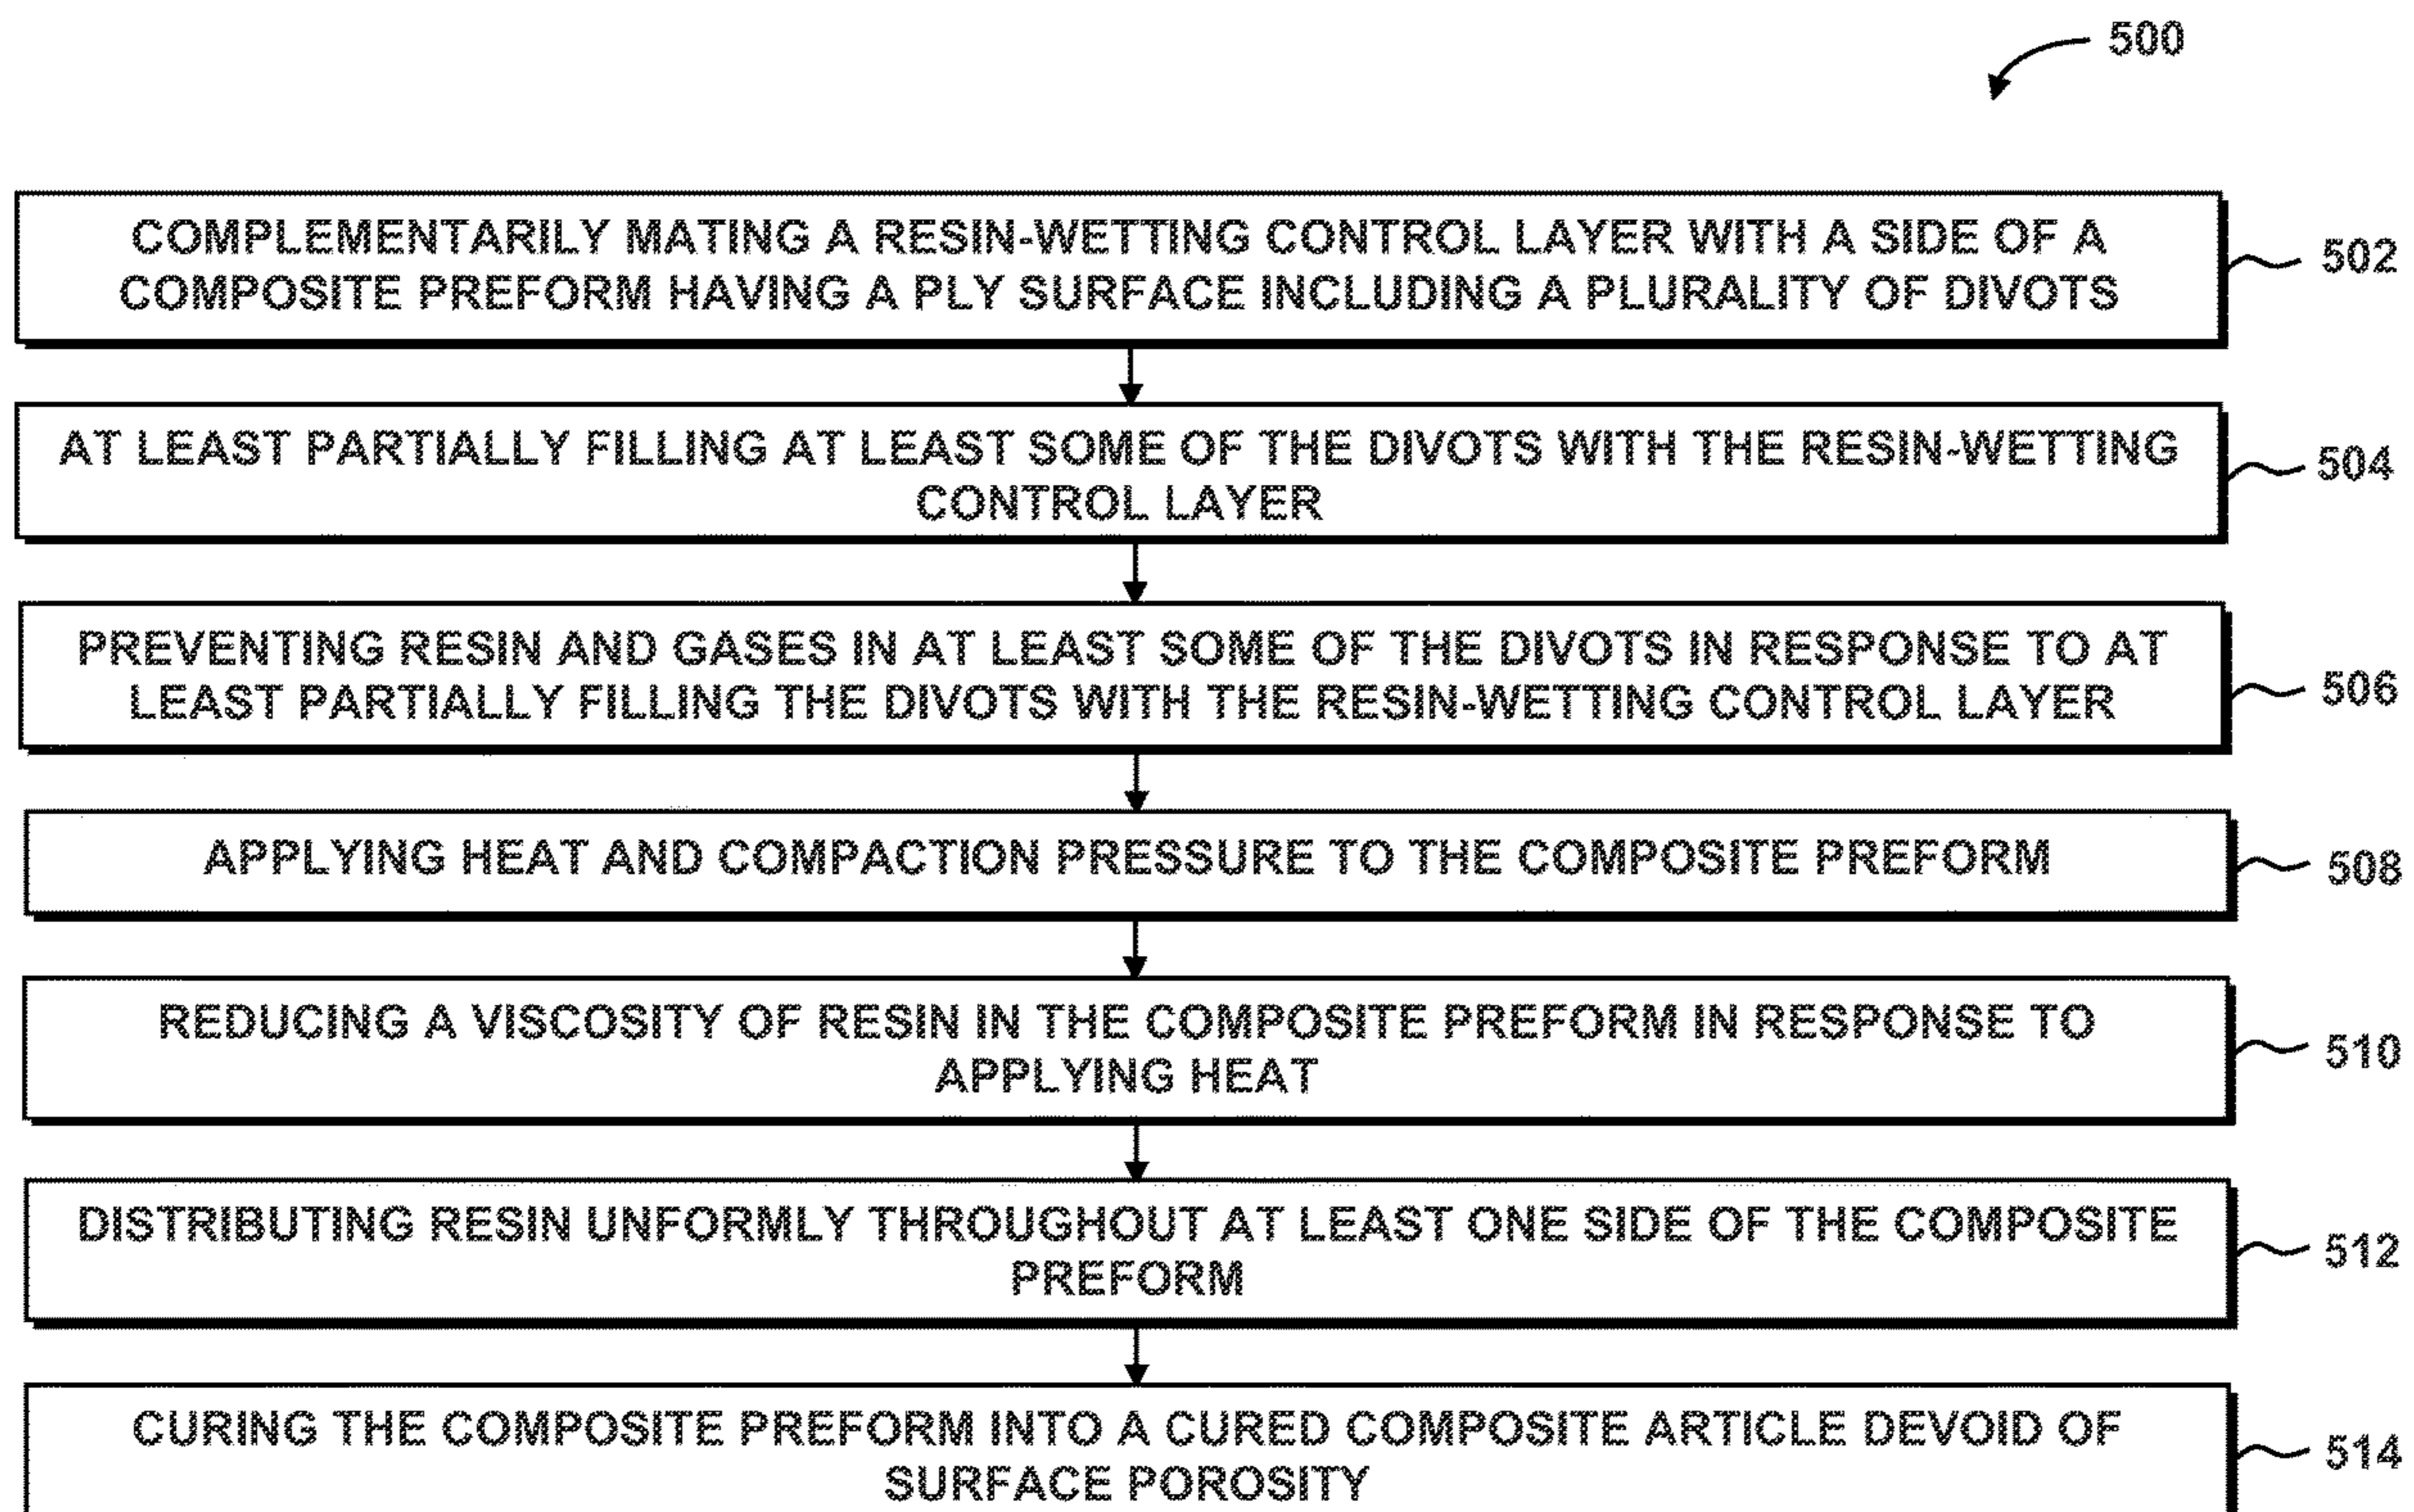 500
COMPLEMENTARILY MATING A RESIN-WETTING CONTROL LAYER WITH A SIDE OF A
COMPOSITE PREFORM HAVING A PLY SURFACE INCLUDING A PLURALITY OF DIVOTS
502
AT LEAST PARTIALLY FILLING AT LEAST SOME OF THE DIVOTS WITH THE RESIN-WETTING
CONTROL LAYER
504
PREVENTING RESIN AND GASES IN AT LEAST SOME OF THE DIVOTS IN RESPONSE TO AT
LEAST PARTIALLY FILLING THE DIVOTS WITH THE RESIN-WETTING CONTROL LAYER
506
APPLYING HEAT AND COMPACTION PRESSURE TO THE COMPOSITE PREFORM
508
REDUCING A VISCOSITY OF RESIN IN THE COMPOSITE PREFORM IN RESPONSE TO
APPLYING HEAT
510
DISTRIBUTING RESIN UNFORMLY THROUGHOUT AT LEAST ONE SIDE OF THE COMPOSITE
PREFORM
512
CURING THE COMPOSITE PREFORM INTO A CURED COMPOSITE ARTICLE DEVOID OF
SURFACE POROSITY
514